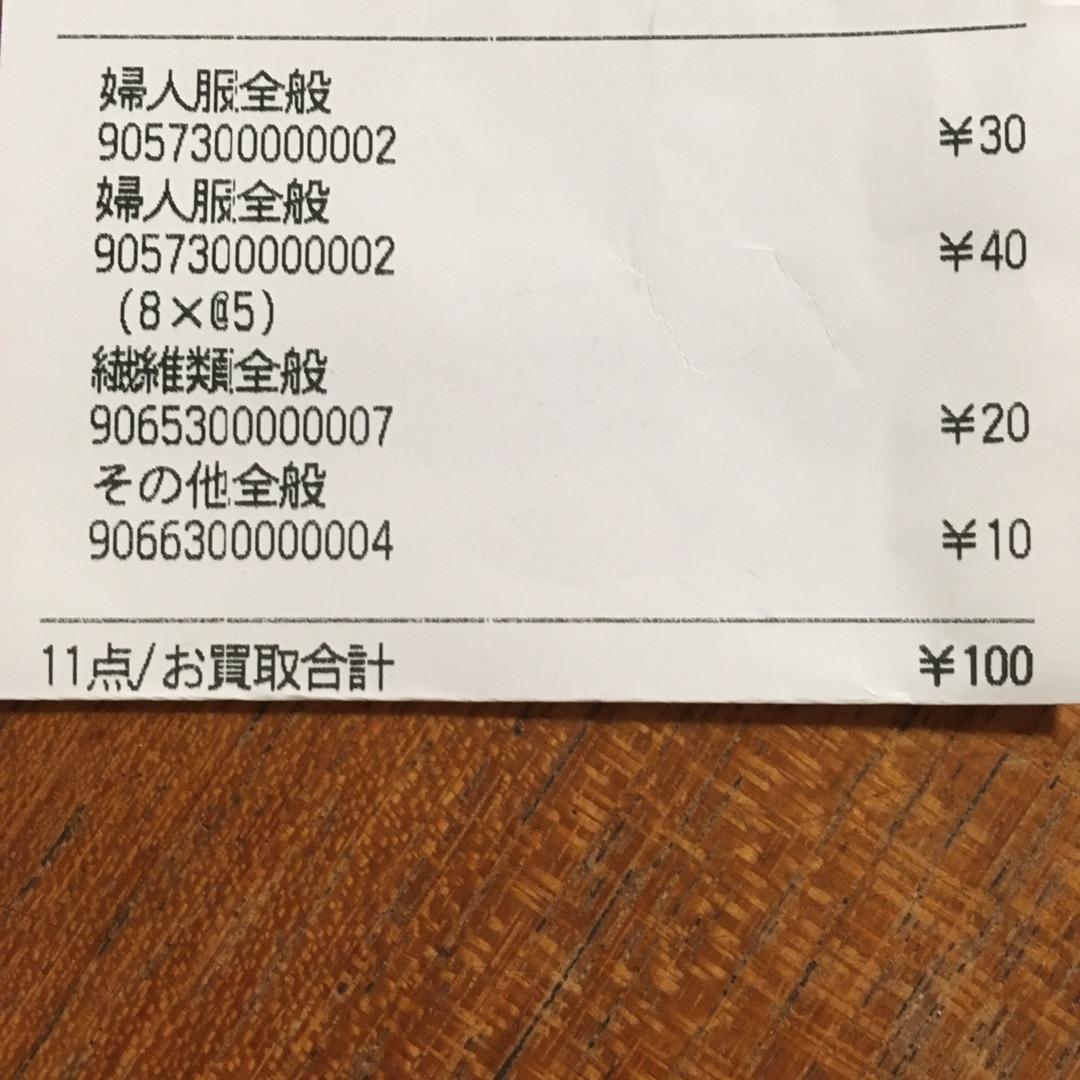 婦人服全般
9057300000002 ¥30
婦人服全般
9057300000002 ¥40
(8×@5)
繊維類全般
9065300000007 ¥20
その他全般
9066300000004 ¥10
11点/お買取合計 ¥100